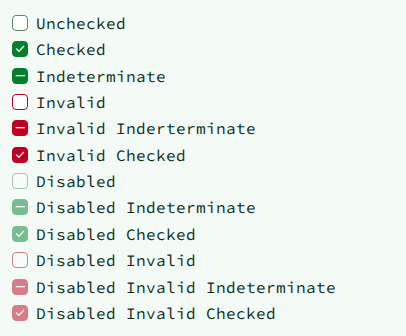 Unchecked
Checked
Indeterminate
Invalid
Invalid Inderterminate
Invalid Checked
Disabled
Disabled Indeterminate
Disabled Checked
Disabled Invalid
Disabled Invalid Indeterminate
Disabled Invalid Checked